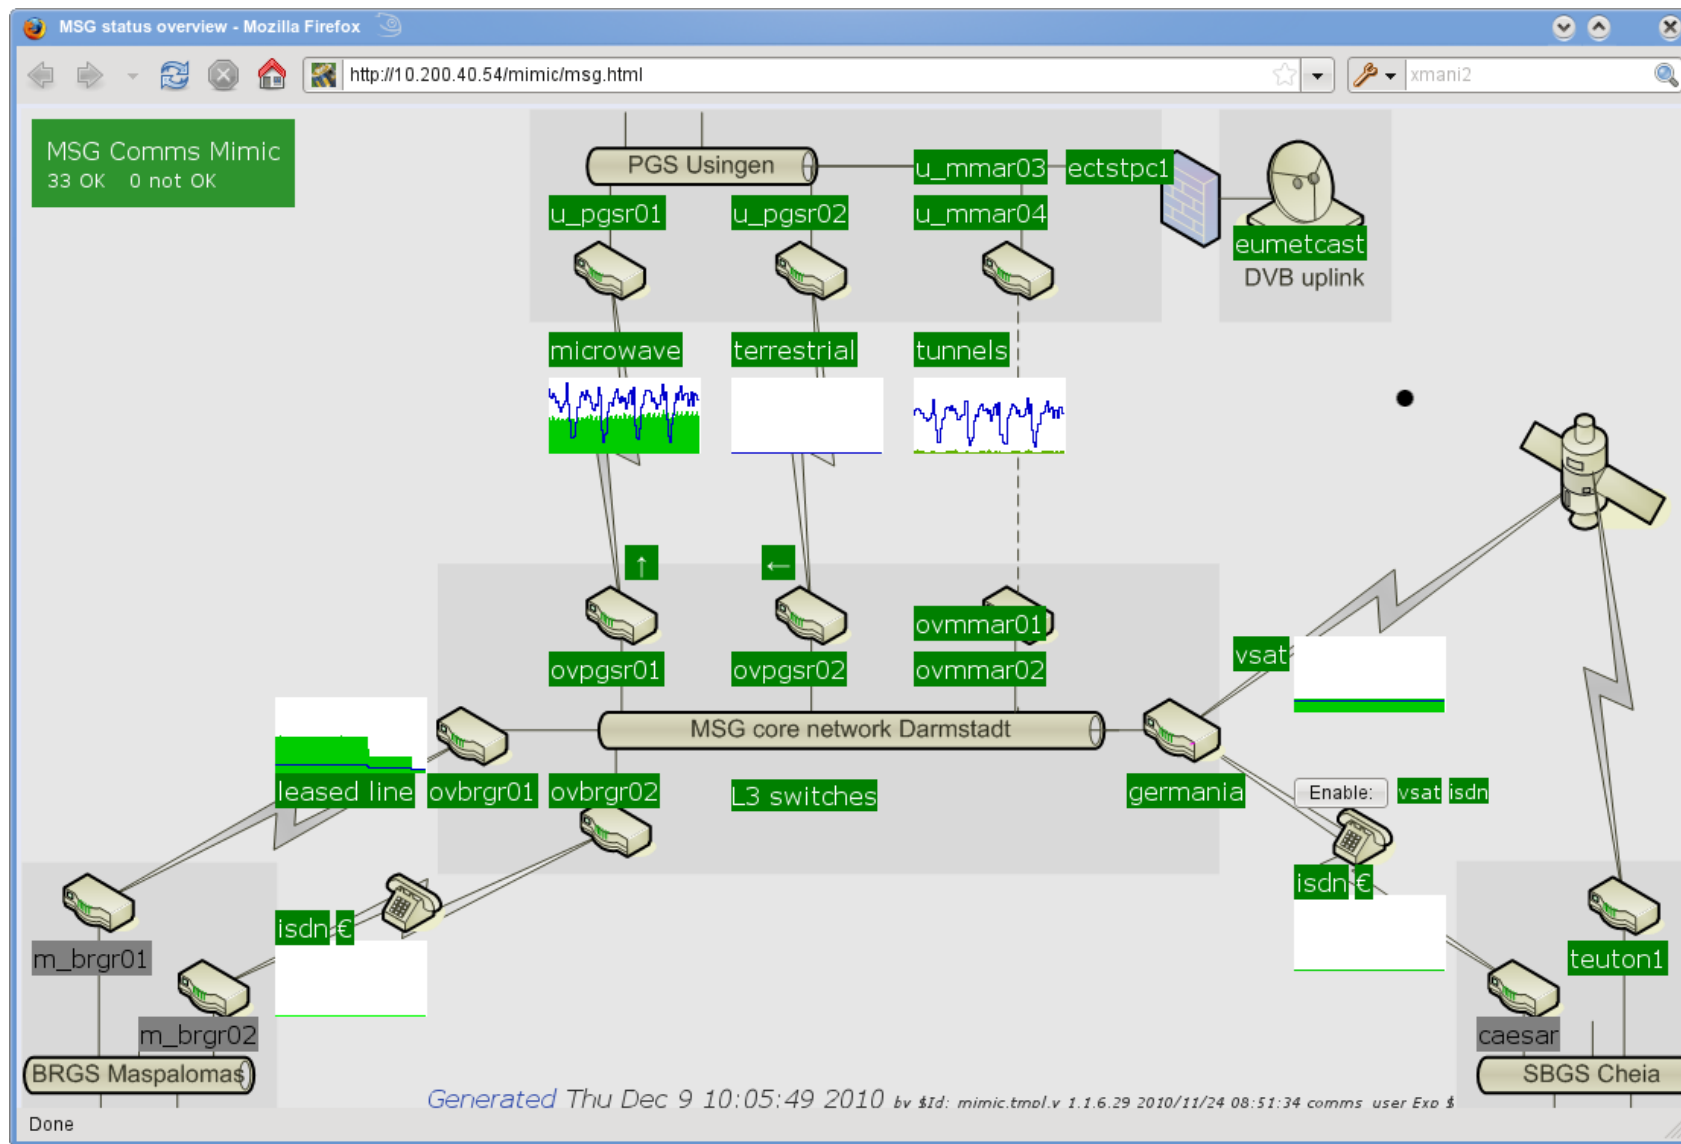 MSG status overview - Mozilla Firefox
http://10.200.40.54/mimic/msg.html
xmani2
MSG Comms Mimic
33 OK 0 not OK
PGS Usingen
u_mmar03
ectstpc1
u_pgsr01
u_pgsr02
u_mmar04
eumetcast
DVB uplink
microwave
terrestrial
tunnels
↑
←
ovmmar01
ovpgsr01
ovpgsr02
ovmmar02
vsat
MSG core network Darmstadt
leased line
ovbrgr01
ovbrgr02
L3 switches
germania
Enable:
vsat
isdn
isdn €
isdn €
m_brgr01
teuton1
m_brgr02
caesar
BRGS Maspalomas
SBGS Cheia
Generated Thu Dec 9 10:05:49 2010 by $Id: mimic.tmpl,v 1.1.6.29 2010/11/24 08:51:34 comms_user Exp $
Done